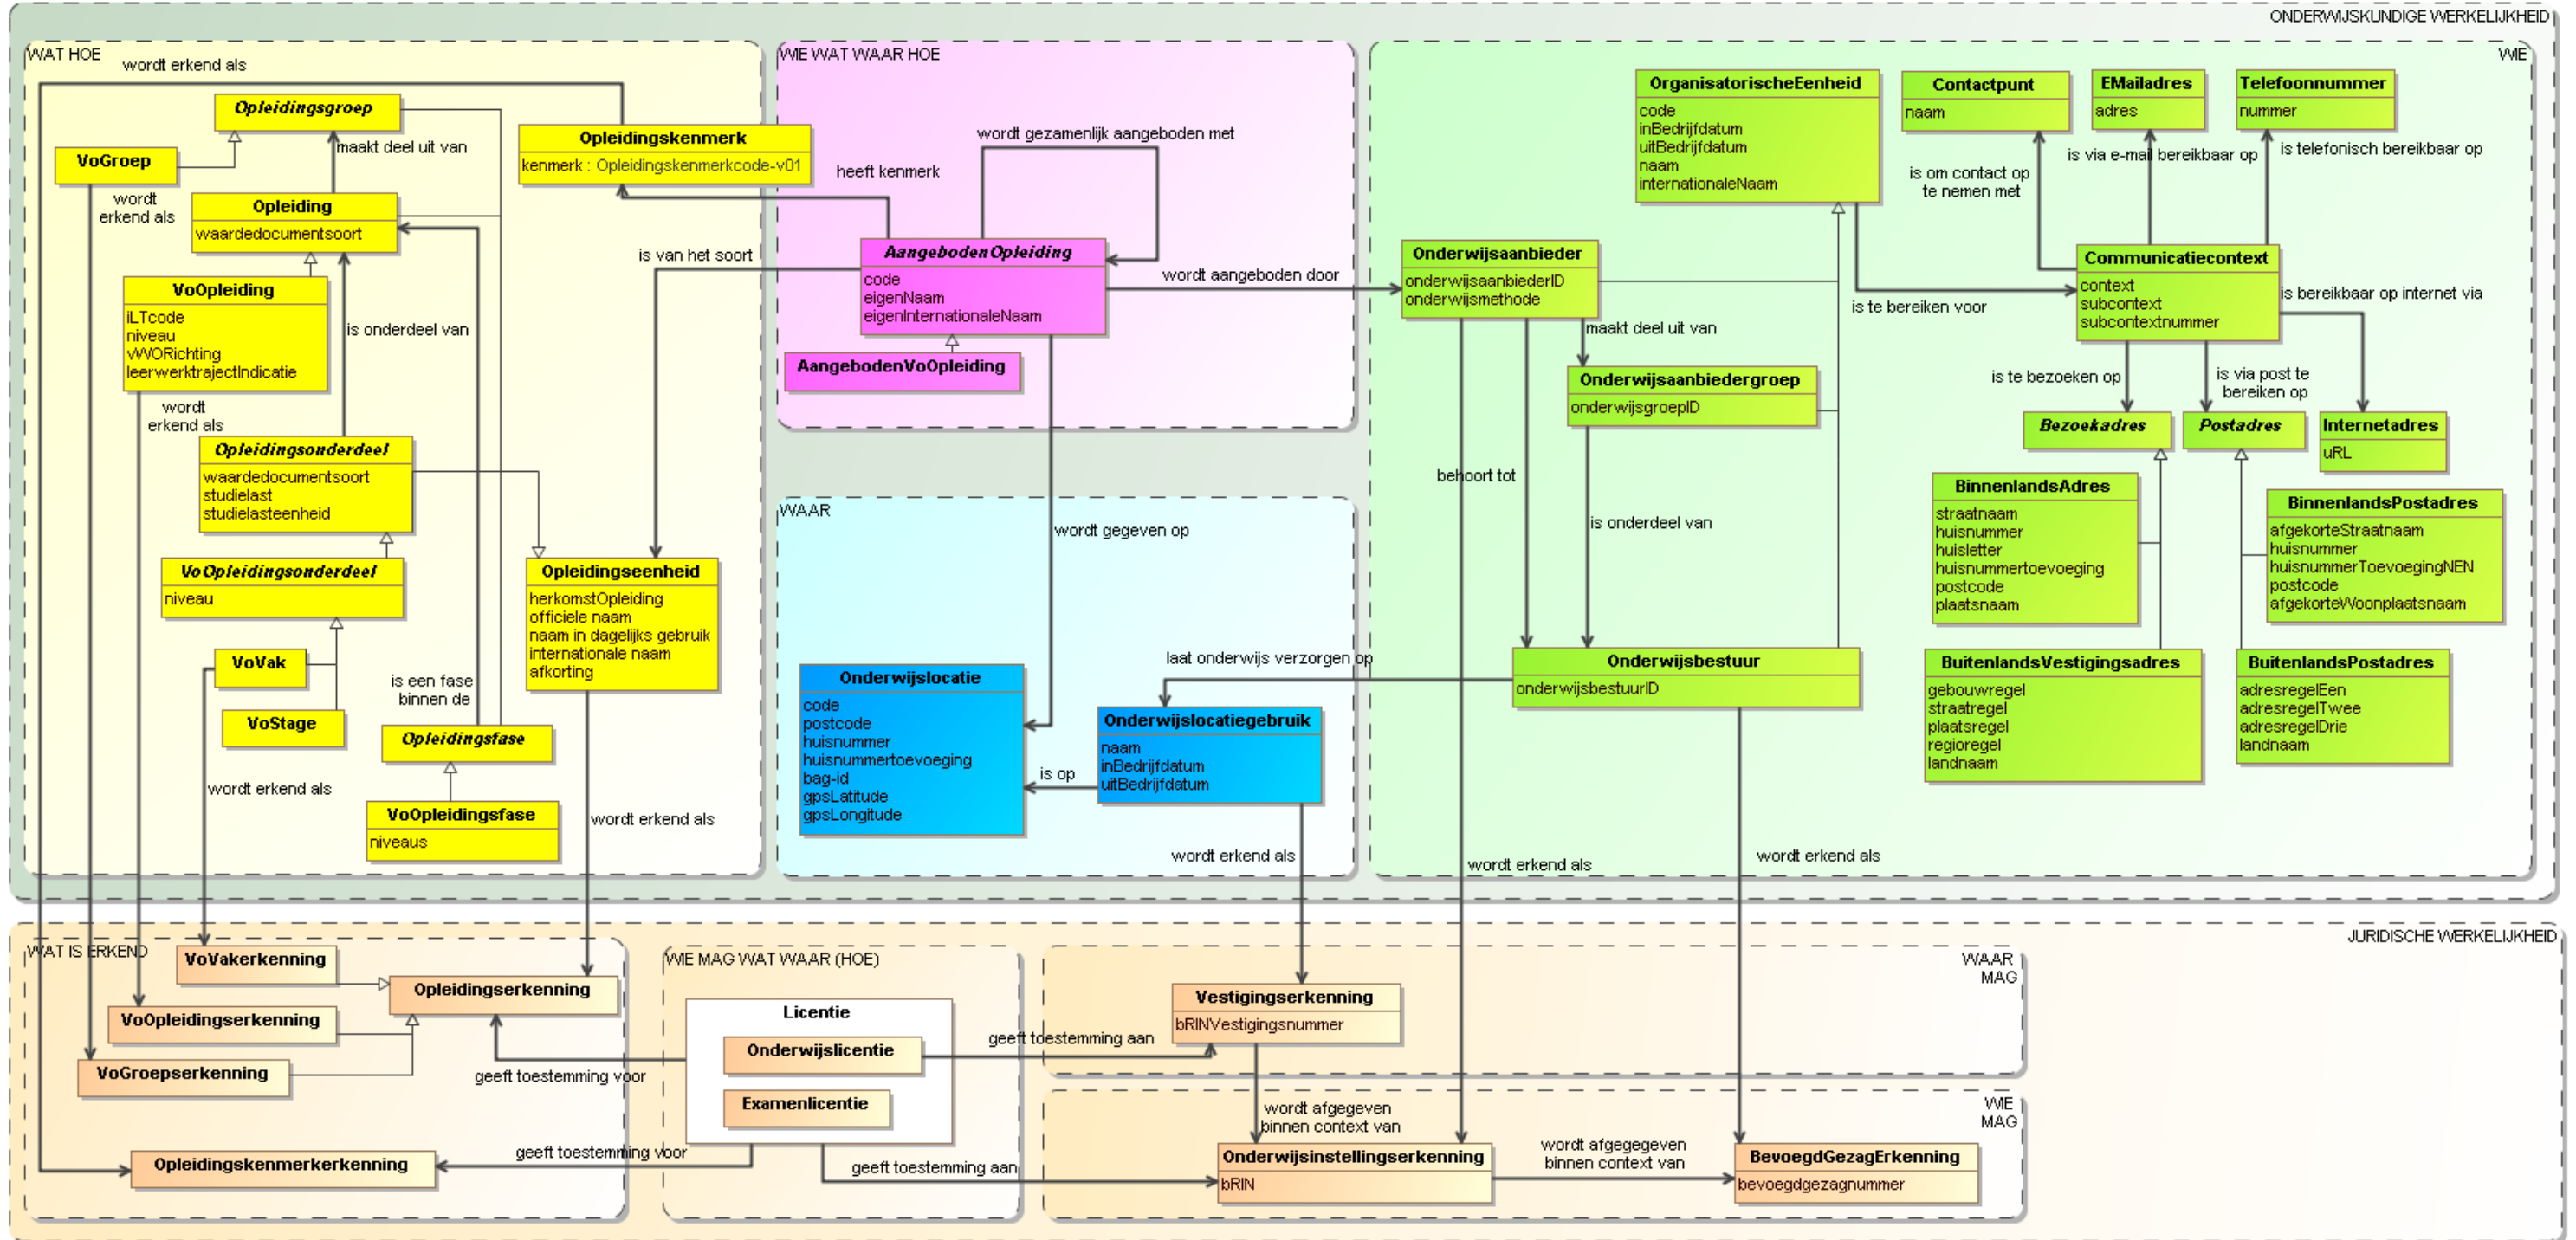 ONDERWIJSKUNDIGE WERKELIJKHEID
WAT HOE
wordt erkend als
Opleidingsgroep
VoGroep
maakt deel uit van
wordt
erkend als
Opleiding
waardedocumentsoort
VoOpleiding
iLTcode
niveau
vWORichting
leerwerktrajectIndicatie
is onderdeel van
wordt
erkend als
Opleidingsonderdeel
waardedocumentsoort
studielast
studielasteenheid
VoOpleidingsonderdeel
niveau
VoVak
VoStage
is een fase
binnen de
Opleidingsfase
VoOpleidingsfase
niveaus
wordt erkend als
Opleidingskenmerk
kenmerk : Opleidingskenmerkcode-v01
Opleidingseenheid
herkomstOpleiding
officiele naam
naam in dagelijks gebruik
internationale naam
afkorting
wordt erkend als
WIE WAT WAAR HOE
wordt gezamenlijk aangeboden met
heeft kenmerk
is van het soort
AangebodenOpleiding
code
eigenNaam
eigenInternationaleNaam
AangebodenVoOpleiding
wordt aangeboden door
WAAR
wordt gegeven op
laat onderwijs verzorgen op
Onderwijslocatie
code
postcode
huisnummer
huisnummertoevoeging
bag-id
gpsLatitude
gpsLongitude
is op
Onderwijslocatiegebruik
naam
inBedrijfdatum
uitBedrijfdatum
wordt erkend als
WIE
OrganisatorischeEenheid
code
inBedrijfdatum
uitBedrijfdatum
naam
internationaleNaam
Contactpunt
naam
EMailadres
adres
Telefoonnummer
nummer
is om contact op
te nemen met
is via e-mail bereikbaar op
is telefonisch bereikbaar op
Onderwijsaanbieder
onderwijsaanbiederID
onderwijsmethode
is te bereiken voor
Communicatiecontext
context
subcontext
subcontextnummer
is bereikbaar op internet via
maakt deel uit van
Onderwijsaanbiedergroep
onderwijsgroepID
is te bezoeken op
is via post te
bereiken op
Bezoekadres
Postadres
Internetadres
uRL
behoort tot
is onderdeel van
BinnenlandsAdres
straatnaam
huisnummer
huisletter
huisnummertoevoeging
postcode
plaatsnaam
BinnenlandsPostadres
afgekorteStraatnaam
huisnummer
huisnummerToevoegingNEN
postcode
afgekorteWoonplaatsnaam
Onderwijsbestuur
onderwijsbestuurID
BuitenlandsVestigingsadres
gebouwregel
straatregel
plaatsregel
regioregel
landnaam
BuitenlandsPostadres
adresregelEen
adresregelTwee
adresregelDrie
landnaam
wordt erkend als
wordt erkend als
JURIDISCHE WERKELIJKHEID
WAT IS ERKEND
VoVakerkenning
Opleidingserkenning
VoOpleidingserkenning
VoGroepserkenning
Opleidingskenmerkerkenning
geeft toestemming voor
geeft toestemming voor
WIE MAG WAT WAAR (HOE)
Licentie
Onderwijslicentie
Examenlicentie
geeft toestemming aan
geeft toestemming aan
WAAR
MAG
Vestigingserkenning
bRINVestigingsnummer
WIE
MAG
wordt afgegeven
binnen context van
Onderwijsinstellingserkenning
bRIN
wordt afgegegeven
binnen context van
BevoegdGezagErkenning
bevoegdgezagnummer